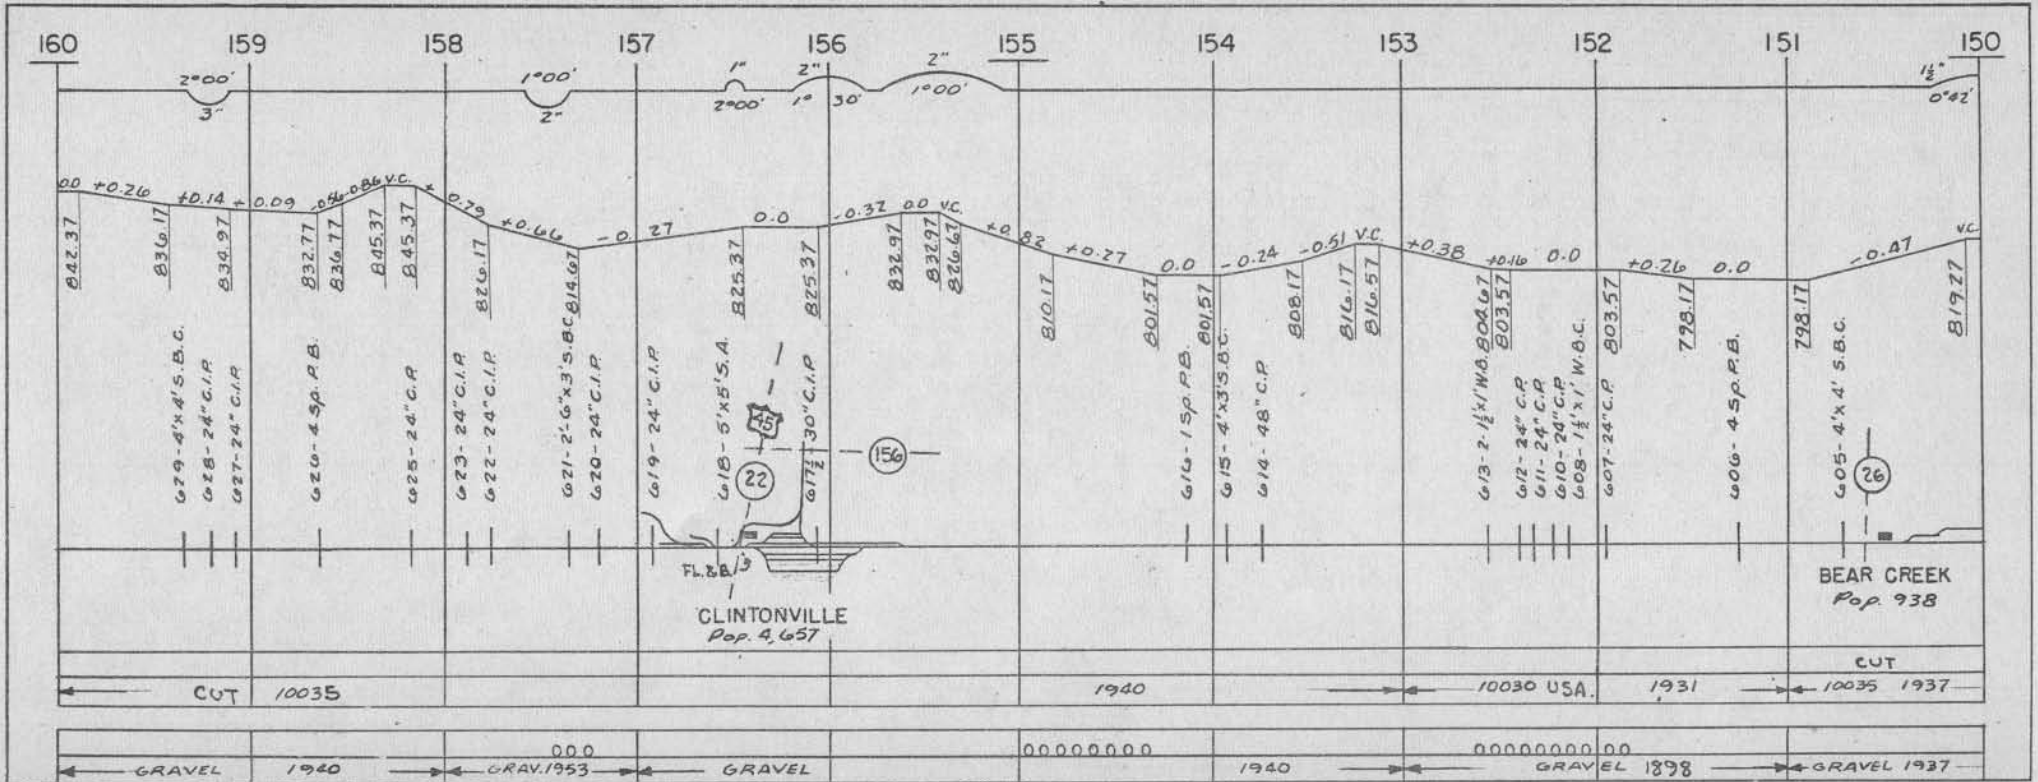 160 159 158 157 156 155 154 153 152 151 150
2°00' 1°00' 1" 2" 2" 1½"
3" 2" 2°00' 1° 30' 1°00' 0°42'
0.0 +0.26 +0.14 + 0.09 -0.56 -0.86 V.C. + 0.79 +0.66 - 0. 27 0.0 -0.32 0.0 V.C. +0.82 +0.27 0.0 -0.24 -0.51 V.C. +0.38 +0.16 0.0 +0.26 0.0 -0.47 V.C.
842.37 836.17 834.97 832.77 836.77 845.37 845.37 826.17 814.67 825.37 825.37 832.97 832.97 826.67 810.17 801.57 801.57 808.17 816.17 816.57 804.67 803.57 803.57 798.17 798.17 819.27
629-4'x4' S.B.C.
628-24" C.I.P.
627-24" C.I.P.
626-4 Sp. P.B.
625-24" C.P.
623-24" C.I.P.
622-24" C.I.P.
621-2'-6"x3' S.B.C.
620-24" C.I.P.
619-24" C.I.P.
618-5'x5' S.A.
617½-30" C.I.P.
616-1 Sp. P.B.
615-4'x3' S.B.C.
614-48" C.P.
613-2-1½'x1' W.B.
612-24" C.P.
611-24" C.P.
610-24" C.P.
608-1½'x1' W.B.C.
607-24" C.P.
606-4 Sp. P.B.
605-4'x4' S.B.C.
45
22
156
26
FL. & B.
CLINTONVILLE
Pop. 4,657
BEAR CREEK
Pop. 938
CUT
CUT 10035 1940 10030 USA. 1931 10035 1937
000 00000000 0000000000
GRAVEL 1940 GRAV. 1953 GRAVEL 1940 GRAVEL 1898 GRAVEL 1937